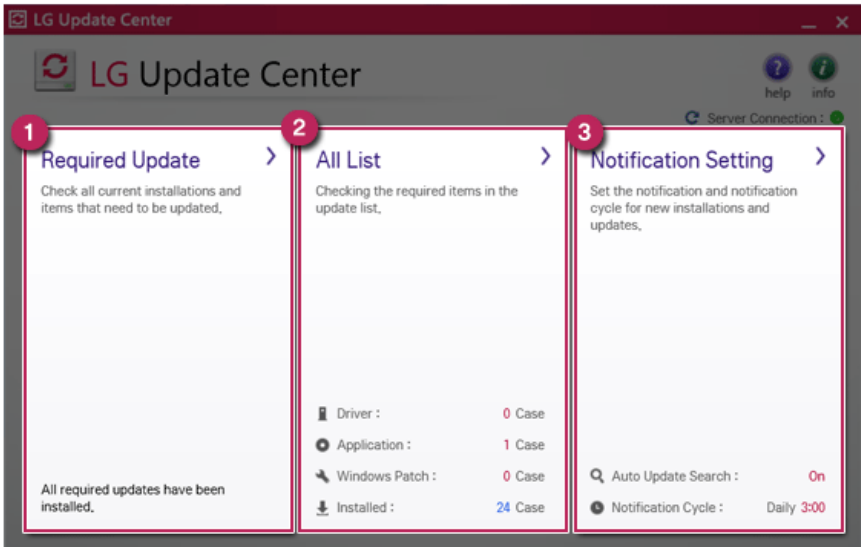 LG Update Center
LG Update Center
help info
Server Connection :
1
Required Update >
Check all current installations and
items that need to be updated.
All required updates have been
installed.
2
All List >
Checking the required items in the
update list.
Driver : 0 Case
Application : 1 Case
Windows Patch : 0 Case
Installed : 24 Case
3
Notification Setting >
Set the notification and notification
cycle for new installations and
updates.
Auto Update Search : On
Notification Cycle : Daily 3:00